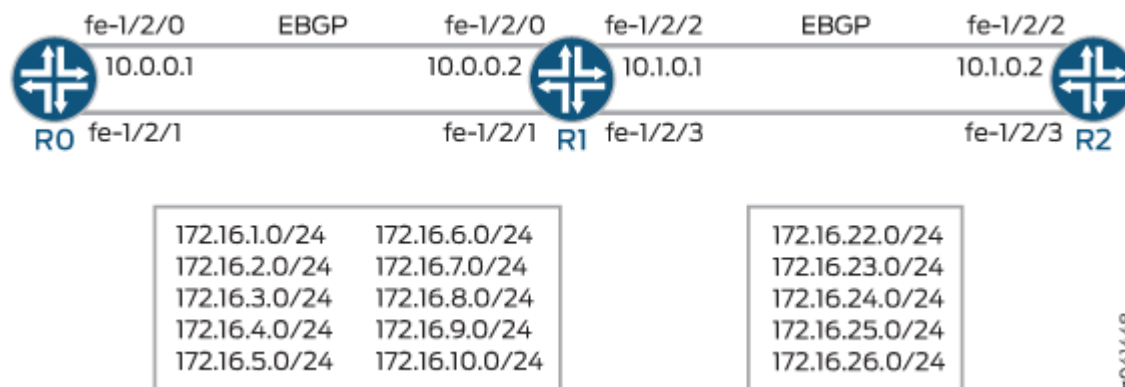 fe-1/2/0 EBGP fe-1/2/0 fe-1/2/2 EBGP fe-1/2/2
10.0.0.1 10.0.0.2 10.1.0.1 10.1.0.2
R0 fe-1/2/1 fe-1/2/1 R1 fe-1/2/3 fe-1/2/3 R2
172.16.1.0/24 172.16.6.0/24 172.16.22.0/24
172.16.2.0/24 172.16.7.0/24 172.16.23.0/24
172.16.3.0/24 172.16.8.0/24 172.16.24.0/24
172.16.4.0/24 172.16.9.0/24 172.16.25.0/24
172.16.5.0/24 172.16.10.0/24 172.16.26.0/24